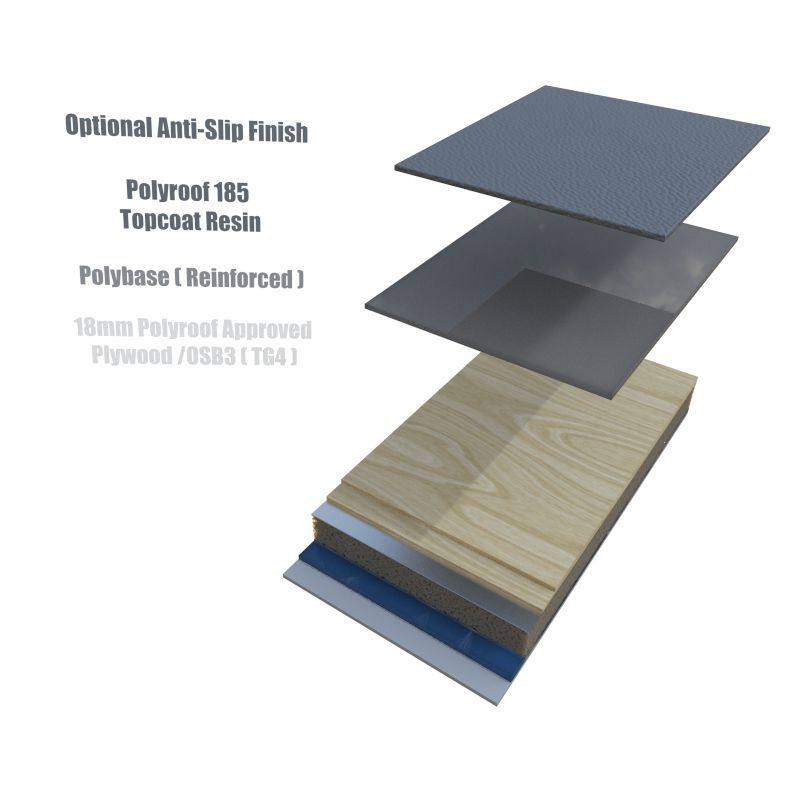 Optional Anti-Slip Finish
Polyroof 185
Topcoat Resin
Polybase ( Reinforced )
18mm Polyroof Approved
Plywood /OSB3 ( TG4 )